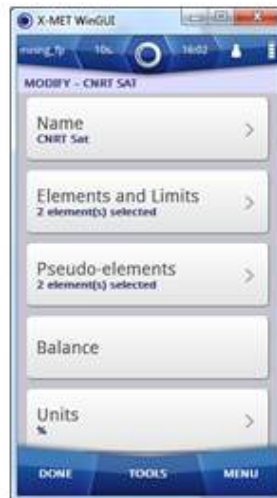 X-MET WinGUI
mining_fp 10s. 16:02
MODIFY - CNRT SAT
Name
CNRT Sat
Elements and Limits
2 element(s) selected
Pseudo-elements
2 element(s) selected
Balance
Units
%
DONE TOOLS MENU